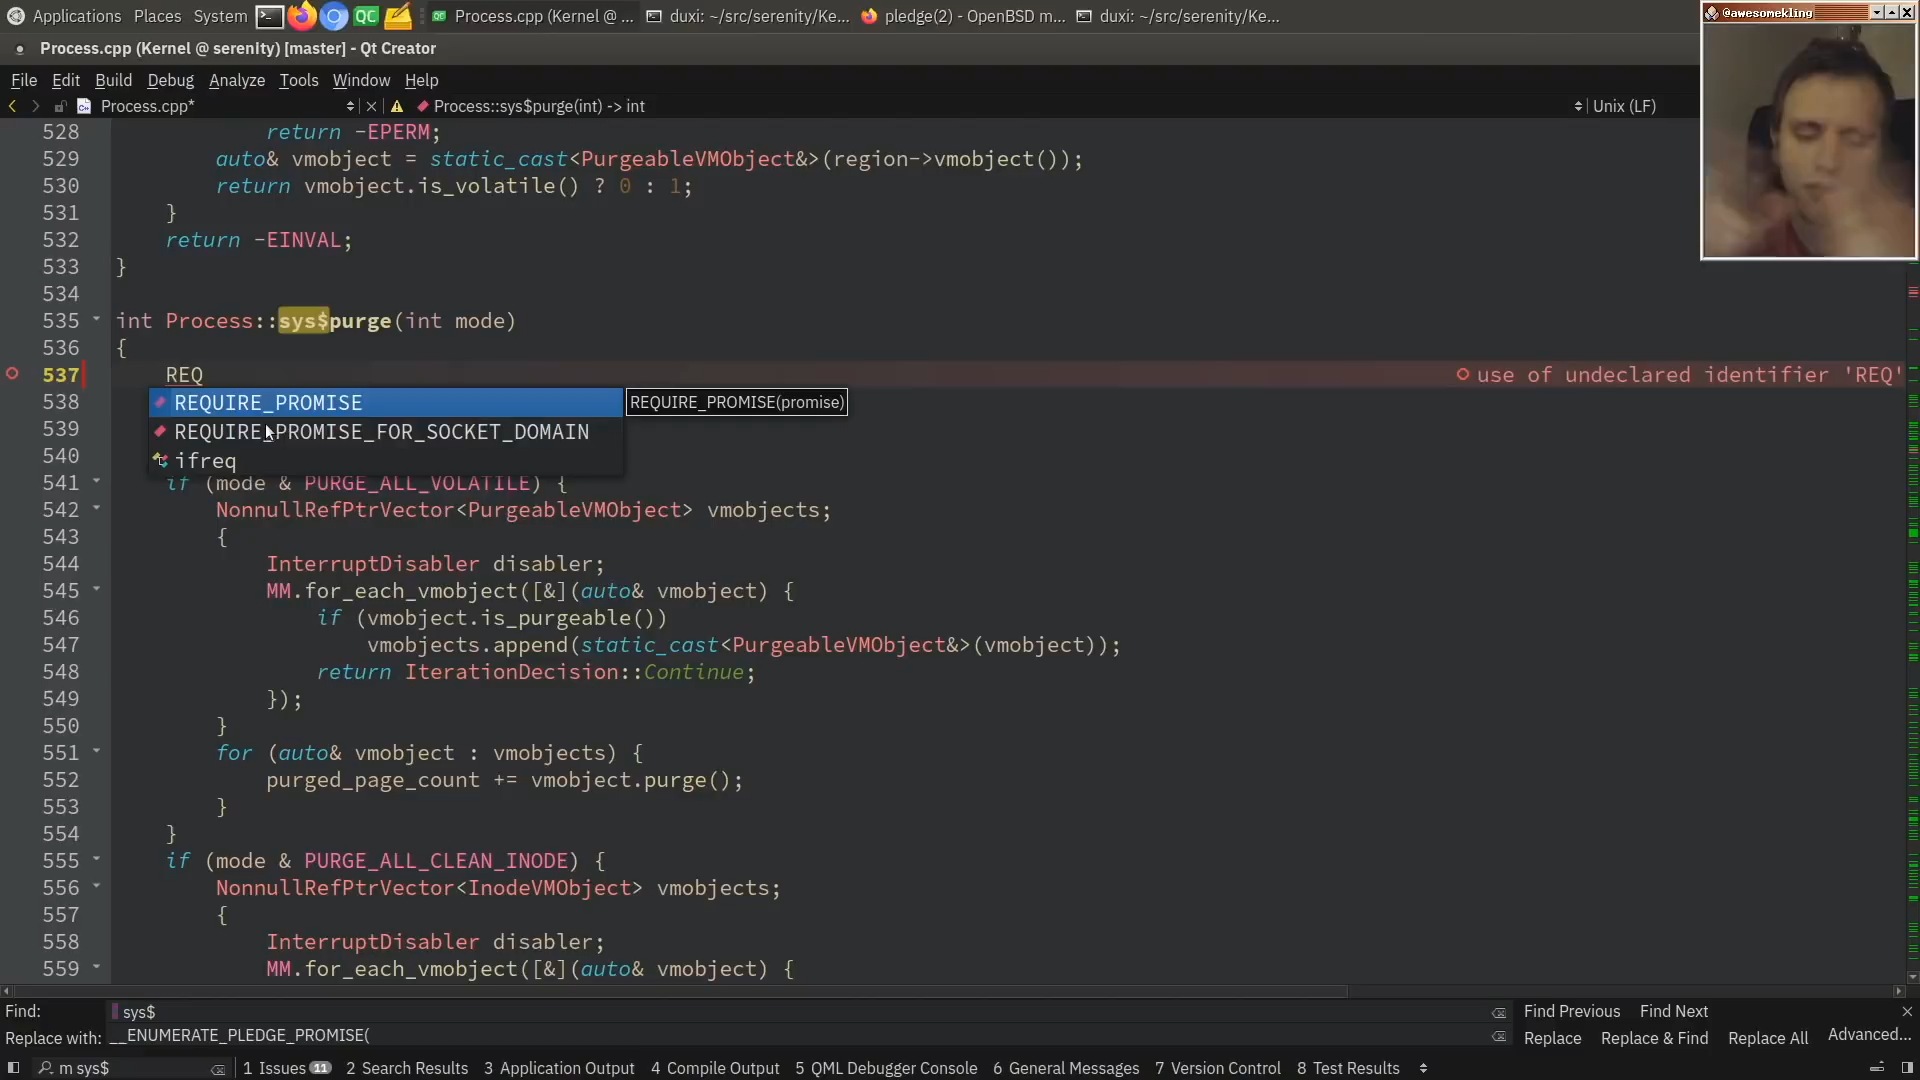 Applications Places System Process.cpp (Kernel @ ... duxi: ~/src/serenity/Ke... pledge(2) - OpenBSD m... duxi: ~/src/serenity/Ke...
@awesomekling
Process.cpp (Kernel @ serenity) [master] - Qt Creator
File Edit Build Debug Analyze Tools Window Help
Process.cpp* Process::sys$purge(int) -> int Unix (LF)
528 return -EPERM;
529 auto& vmobject = static_cast<PurgeableVMObject&>(region->vmobject());
530 return vmobject.is_volatile() ? 0 : 1;
531 }
532 return -EINVAL;
533 }
534
535 int Process::sys$purge(int mode)
536 {
537 REQ use of undeclared identifier 'REQ'
538 REQUIRE_PROMISE REQUIRE_PROMISE(promise)
539 REQUIRE_PROMISE_FOR_SOCKET_DOMAIN
540 ifreq
541 if (mode & PURGE_ALL_VOLATILE) {
542 NonnullRefPtrVector<PurgeableVMObject> vmobjects;
543 {
544 InterruptDisabler disabler;
545 MM.for_each_vmobject([&](auto& vmobject) {
546 if (vmobject.is_purgeable())
547 vmobjects.append(static_cast<PurgeableVMObject&>(vmobject));
548 return IterationDecision::Continue;
549 });
550 }
551 for (auto& vmobject : vmobjects) {
552 purged_page_count += vmobject.purge();
553 }
554 }
555 if (mode & PURGE_ALL_CLEAN_INODE) {
556 NonnullRefPtrVector<InodeVMObject> vmobjects;
557 {
558 InterruptDisabler disabler;
559 MM.for_each_vmobject([&](auto& vmobject) {
Find: sys$ Find Previous Find Next
Replace with: __ENUMERATE_PLEDGE_PROMISE( Replace Replace & Find Replace All Advanced...
m sys$ 1 Issues 11 2 Search Results 3 Application Output 4 Compile Output 5 QML Debugger Console 6 General Messages 7 Version Control 8 Test Results